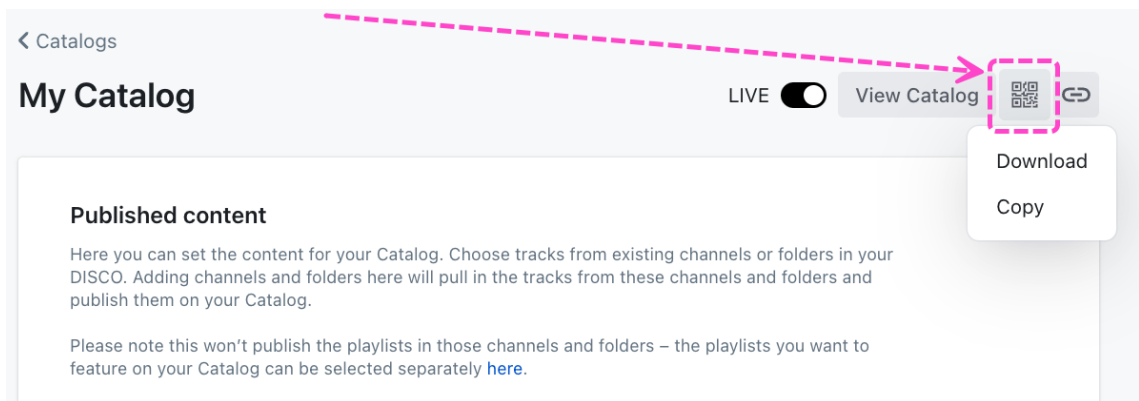 Catalogs
My Catalog
LIVE
View Catalog
Download
Copy
Published content
Here you can set the content for your Catalog. Choose tracks from existing channels or folders in your
DISCO. Adding channels and folders here will pull in the tracks from these channels and folders and
publish them on your Catalog.
Please note this won’t publish the playlists in those channels and folders – the playlists you want to
feature on your Catalog can be selected separately here.